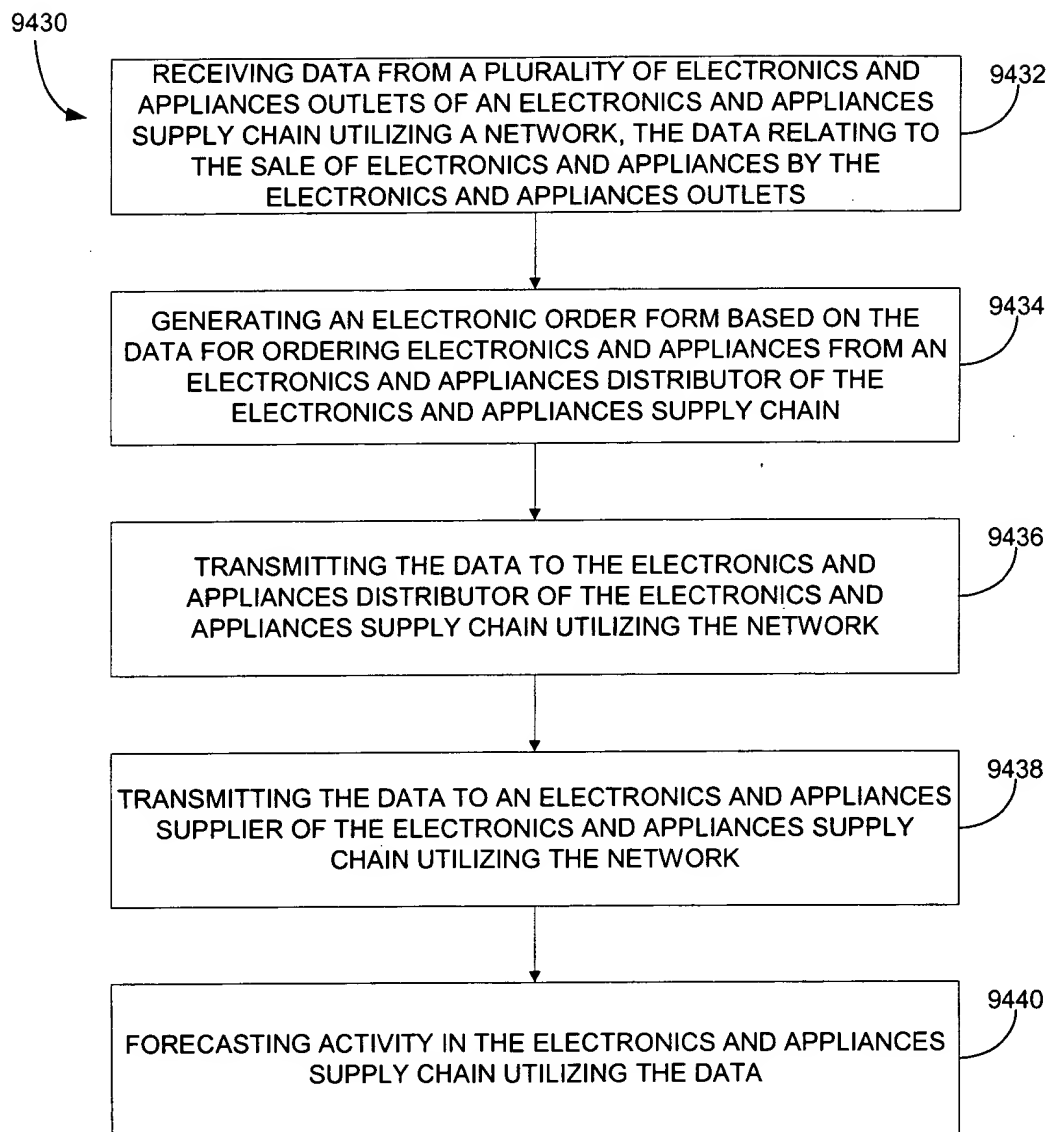 9430
RECEIVING DATA FROM A PLURALITY OF ELECTRONICS AND
APPLIANCES OUTLETS OF AN ELECTRONICS AND APPLIANCES
SUPPLY CHAIN UTILIZING A NETWORK, THE DATA RELATING TO
THE SALE OF ELECTRONICS AND APPLIANCES BY THE
ELECTRONICS AND APPLIANCES OUTLETS
9432
GENERATING AN ELECTRONIC ORDER FORM BASED ON THE
DATA FOR ORDERING ELECTRONICS AND APPLIANCES FROM AN
ELECTRONICS AND APPLIANCES DISTRIBUTOR OF THE
ELECTRONICS AND APPLIANCES SUPPLY CHAIN
9434
TRANSMITTING THE DATA TO THE ELECTRONICS AND
APPLIANCES DISTRIBUTOR OF THE ELECTRONICS AND
APPLIANCES SUPPLY CHAIN UTILIZING THE NETWORK
9436
TRANSMITTING THE DATA TO AN ELECTRONICS AND APPLIANCES
SUPPLIER OF THE ELECTRONICS AND APPLIANCES SUPPLY
CHAIN UTILIZING THE NETWORK
9438
FORECASTING ACTIVITY IN THE ELECTRONICS AND APPLIANCES
SUPPLY CHAIN UTILIZING THE DATA
9440